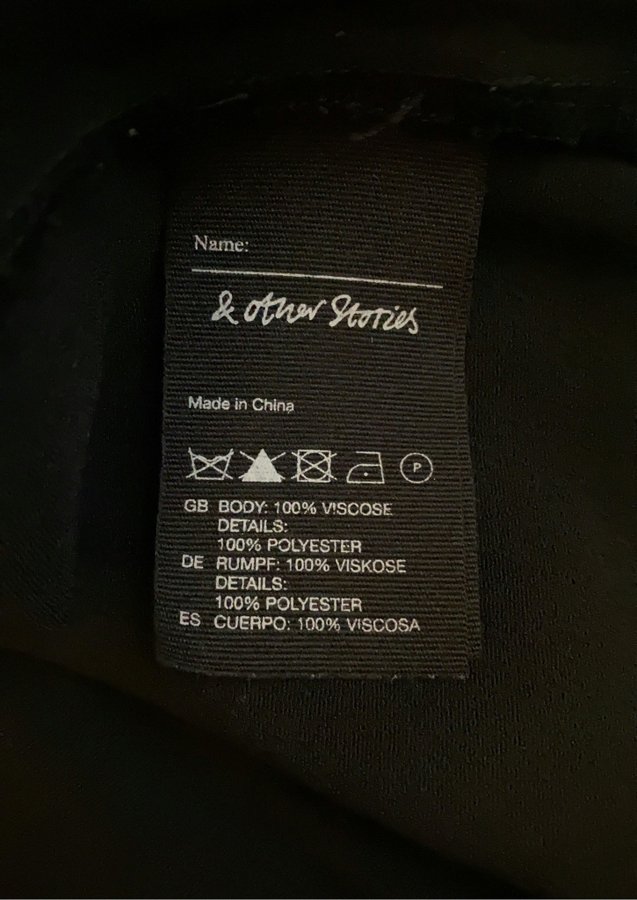 Name:
& other Stories
Made in China
P
GB BODY: 100% VISCOSE
DETAILS:
100% POLYESTER
DE RUMPF: 100% VISKOSE
DETAILS:
100% POLYESTER
ES CUERPO: 100% VISCOSA